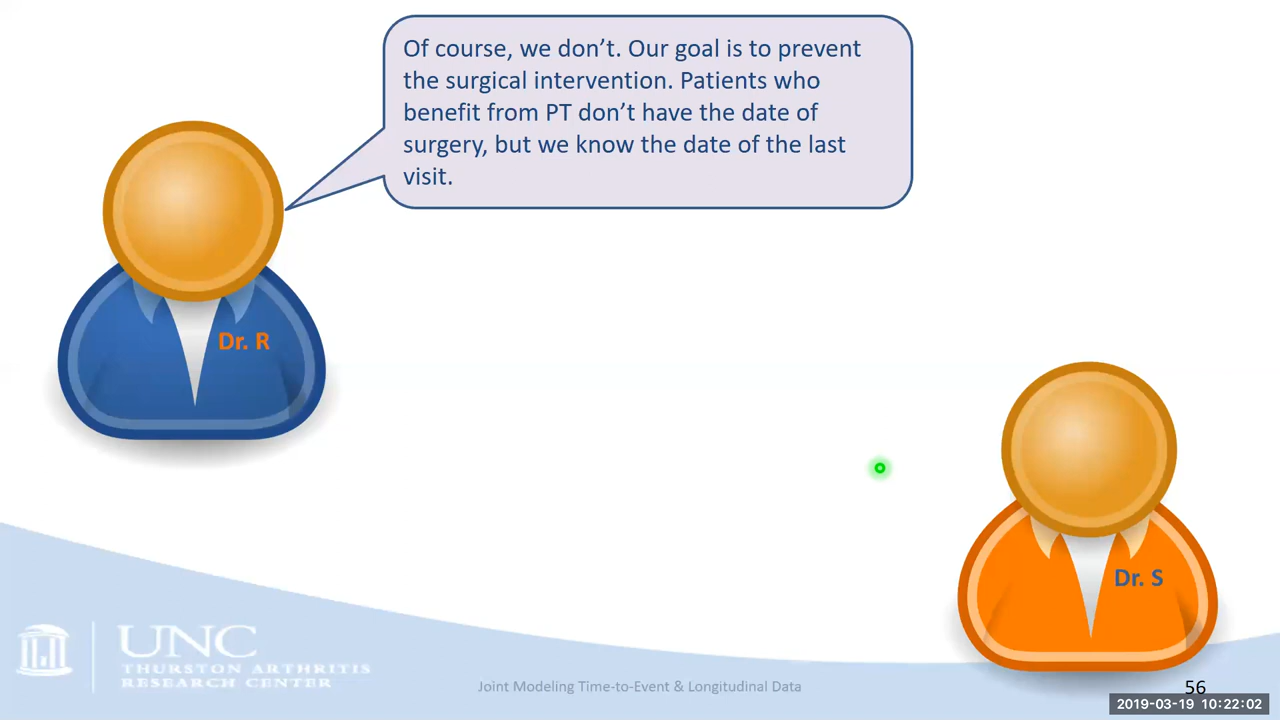 Of course, we don’t. Our goal is to prevent
the surgical intervention. Patients who
benefit from PT don’t have the date of
surgery, but we know the date of the last
visit.
Dr. R
Dr. S
UNC
THURSTON ARTHRITIS
RESEARCH CENTER
Joint Modeling Time-to-Event & Longitudinal Data
56
2019-03-19 10:22:02